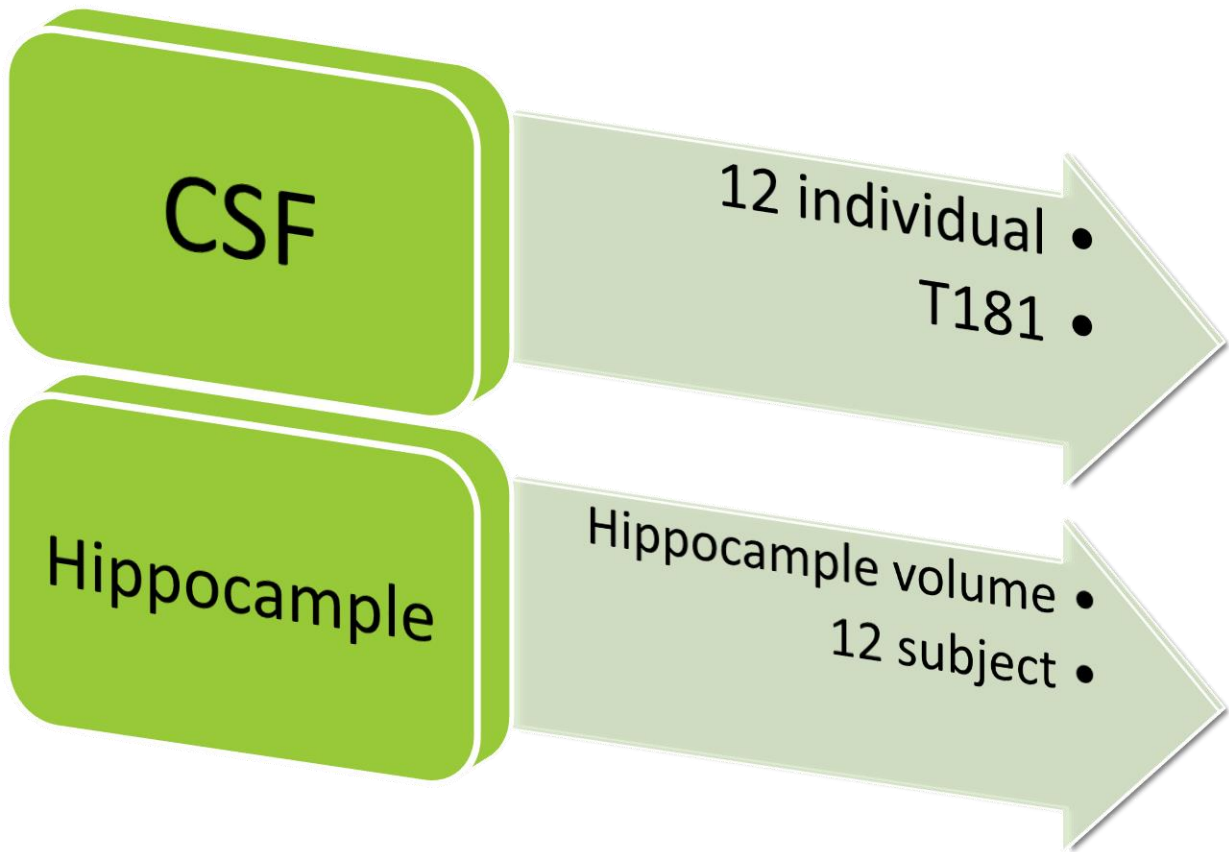 CSF
12 individual •
T181 •
Hippocample
Hippocample volume •
12 subject •